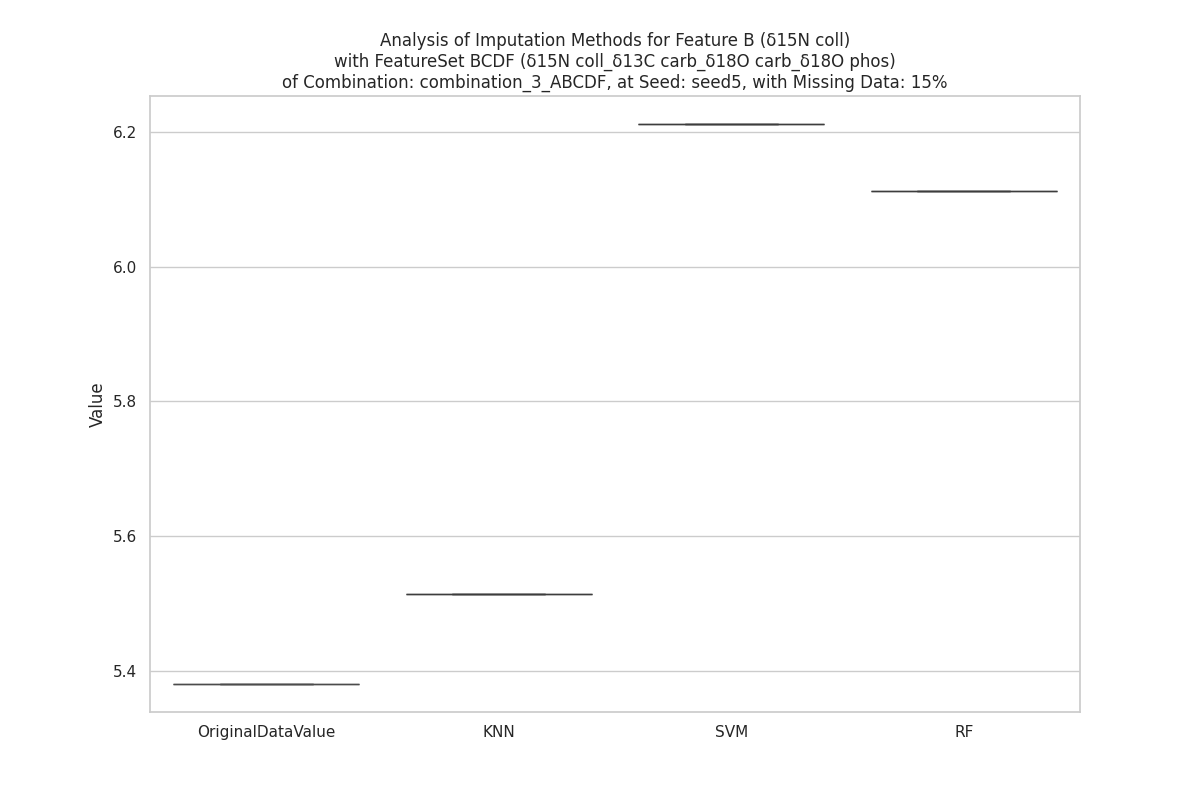 Analysis of Imputation Methods for Feature B (δ15N coll)
with FeatureSet BCDF (δ15N coll_δ13C carb_δ18O carb_δ18O phos)
of Combination: combination_3_ABCDF, at Seed: seed5, with Missing Data: 15%
6.2
6.0
5.8
5.6
5.4
Value
OriginalDataValue
KNN
SVM
RF